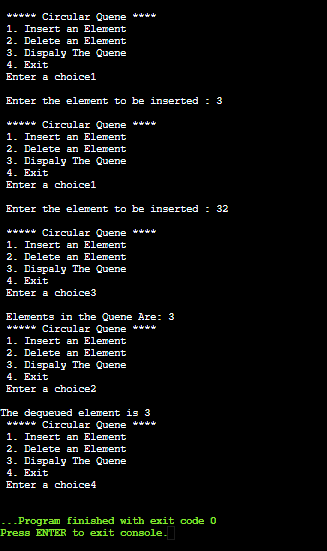 ***** Circular Quene ****
1. Insert an Element
2. Delete an Element
3. Dispaly The Quene
4. Exit
Enter a choice1
Enter the element to be inserted : 3
***** Circular Quene ****
1. Insert an Element
2. Delete an Element
3. Dispaly The Quene
4. Exit
Enter a choice1
Enter the element to be inserted : 32
***** Circular Quene ****
1. Insert an Element
2. Delete an Element
3. Dispaly The Quene
4. Exit
Enter a choice3
Elements in the Quene Are: 3
***** Circular Quene ****
1. Insert an Element
2. Delete an Element
3. Dispaly The Quene
4. Exit
Enter a choice2
The dequeued element is 3
***** Circular Quene ****
1. Insert an Element
2. Delete an Element
3. Dispaly The Quene
4. Exit
Enter a choice4
...Program finished with exit code 0
Press ENTER to exit console.